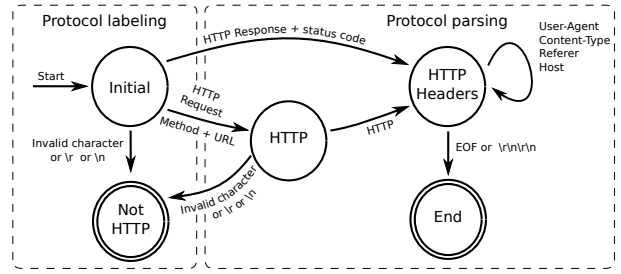 Protocol labeling
Protocol parsing
HTTP Response + status code
User-Agent
Content-Type
Referer
Host
Start
Initial
HTTP
Headers
HTTP
Request
Method + URL
HTTP
HTTP
Invalid character
or \r or \n
EOF or \r\n\r\n
Invalid character
or \r or \n
Not
HTTP
End